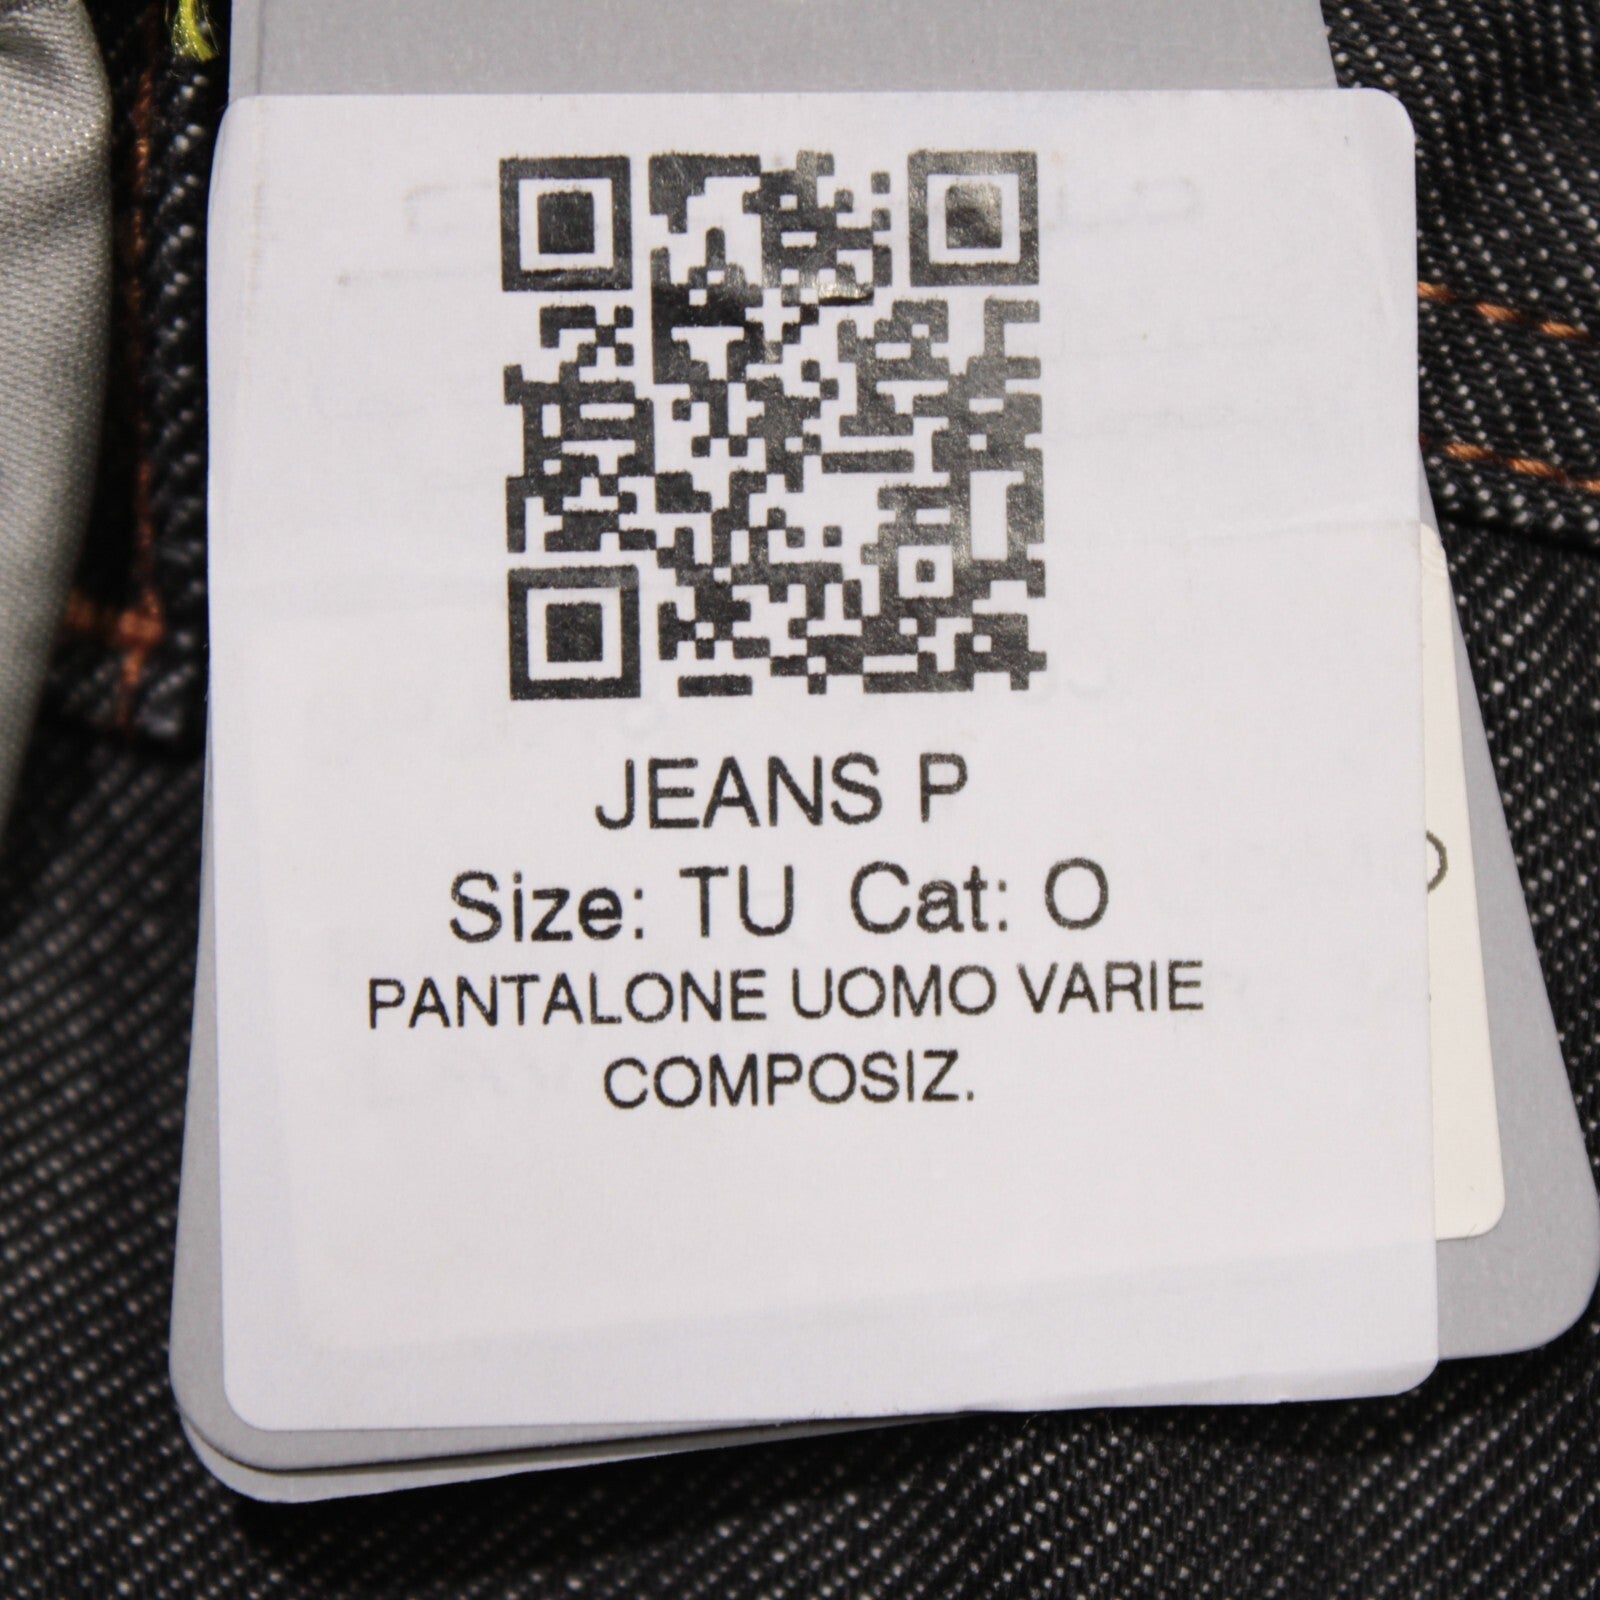 JEANS P
Size: TU Cat: O
PANTALONE UOMO VARIE
COMPOSIZ.